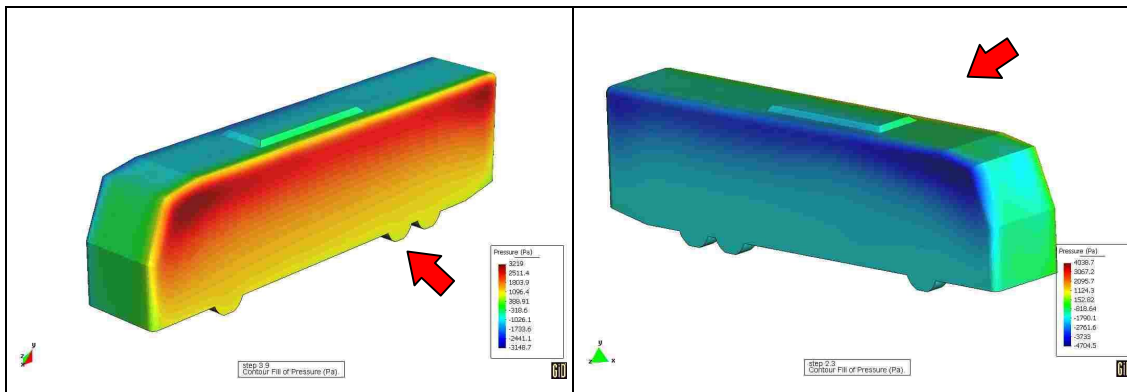 Pressure (Pa)
3219
2511.4
1803.9
1096.4
388.91
-318.6
-1026.1
-1733.6
-2441.1
-3148.7
y
z
x
step 3.9
Contour Fill of Pressure (Pa).
GiD
Pressure (Pa)
4038.7
3067.2
2095.7
1124.3
152.82
-818.64
-1790.1
-2761.6
-3733
-4704.5
y
z x
step 2.3
Contour Fill of Pressure (Pa).
GiD